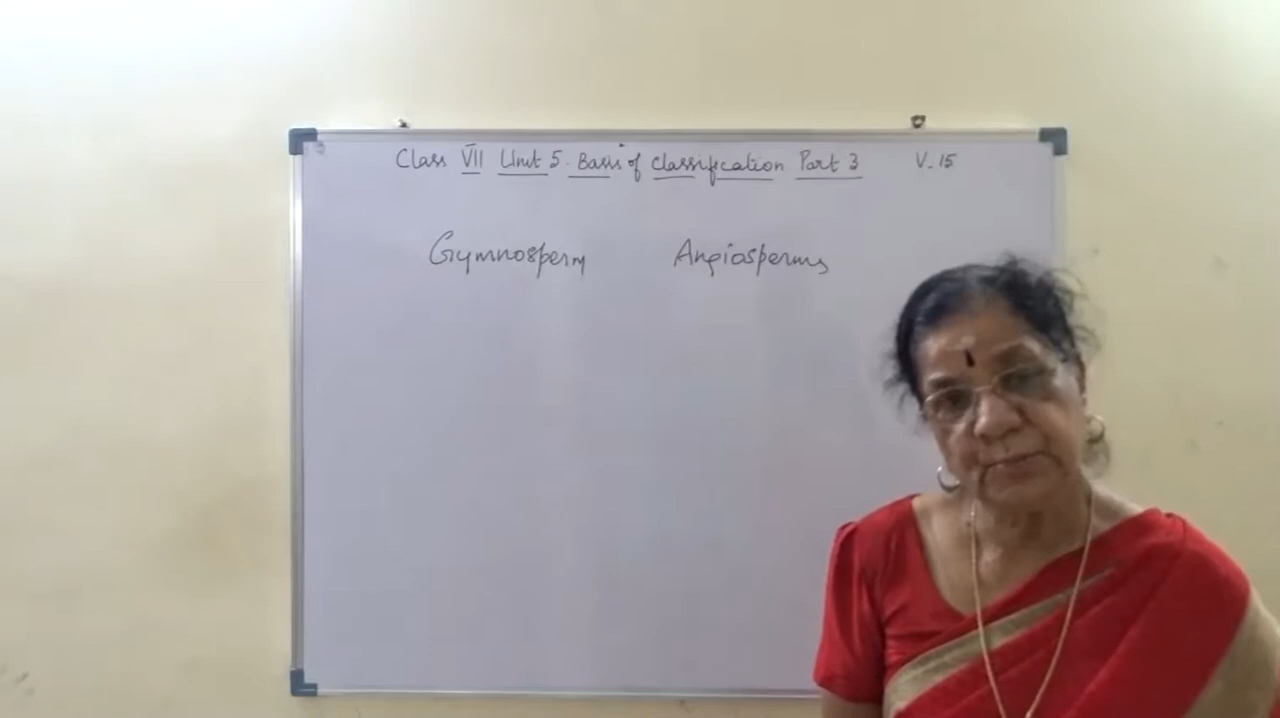 Class VII Unit 5. Basis of Classification Part 3 V-15
Gymnosperm Angiosperms